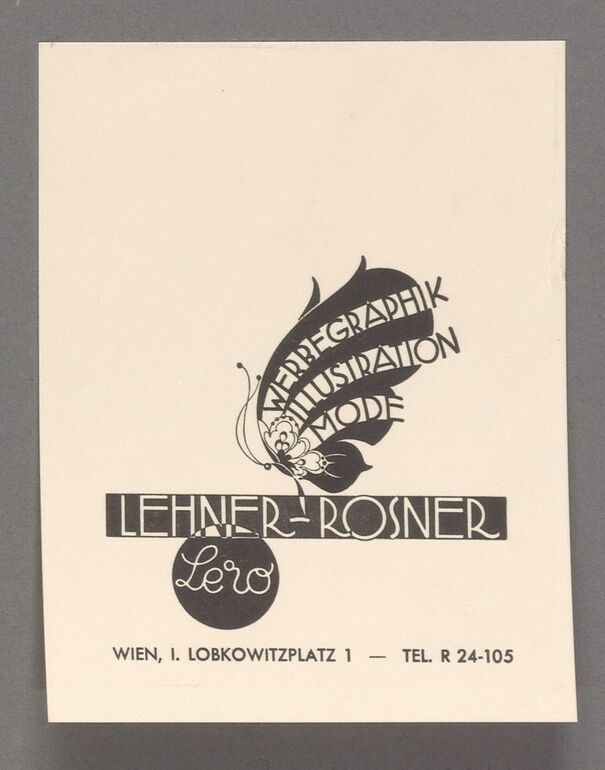 WERBEGRAPHIK
ILLUSTRATION
MODE
LEHNER-ROSNER
Lero
WIEN, I. LOBKOWITZPLATZ 1 — TEL. R 24-105